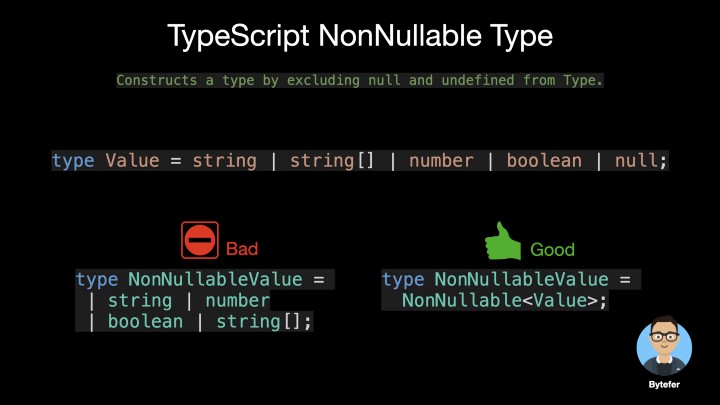 TypeScript NonNullable Type
Constructs a type by excluding null and undefined from Type.
type Value = string | string[] | number | boolean | null;
Bad
type NonNullableValue =
| string | number
| boolean | string[];
Good
type NonNullableValue =
NonNullable<Value>;
Bytefer